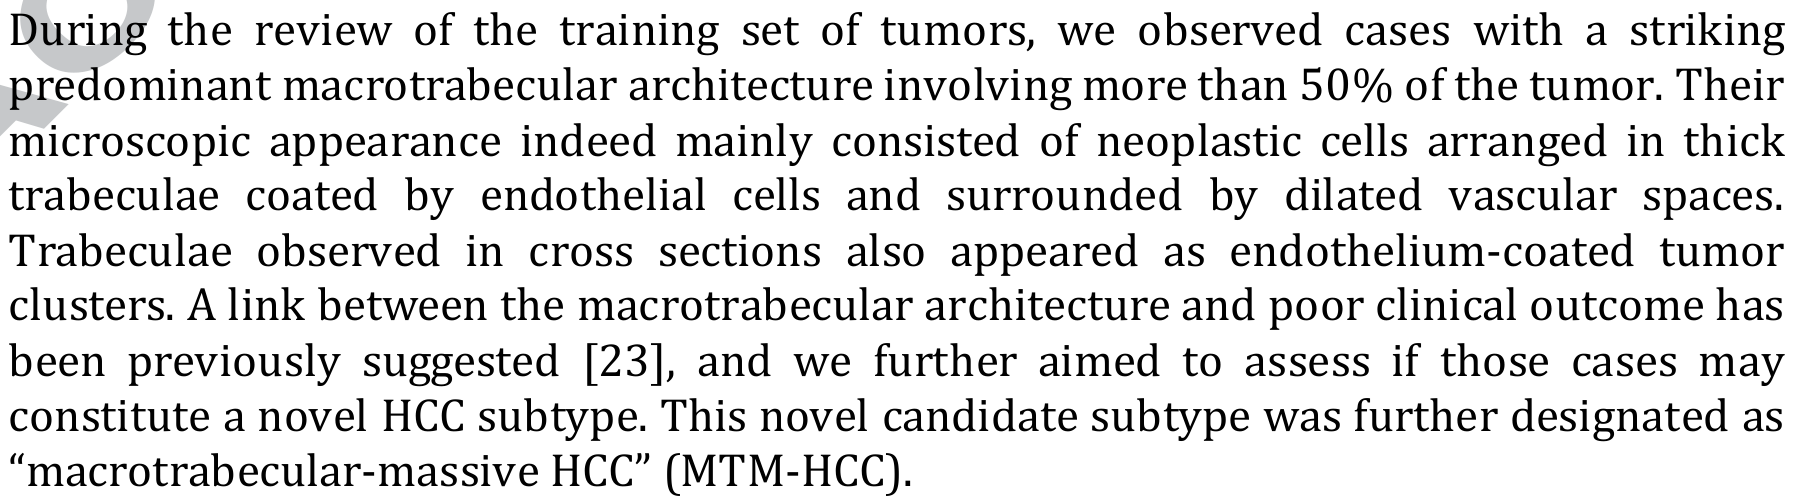 During the review of the training set of tumors, we observed cases with a striking
predominant macrotrabecular architecture involving more than 50% of the tumor. Their
microscopic appearance indeed mainly consisted of neoplastic cells arranged in thick
trabeculae coated by endothelial cells and surrounded by dilated vascular spaces.
Trabeculae observed in cross sections also appeared as endothelium-coated tumor
clusters. A link between the macrotrabecular architecture and poor clinical outcome has
been previously suggested [23], and we further aimed to assess if those cases may
constitute a novel HCC subtype. This novel candidate subtype was further designated as
“macrotrabecular-massive HCC” (MTM-HCC).